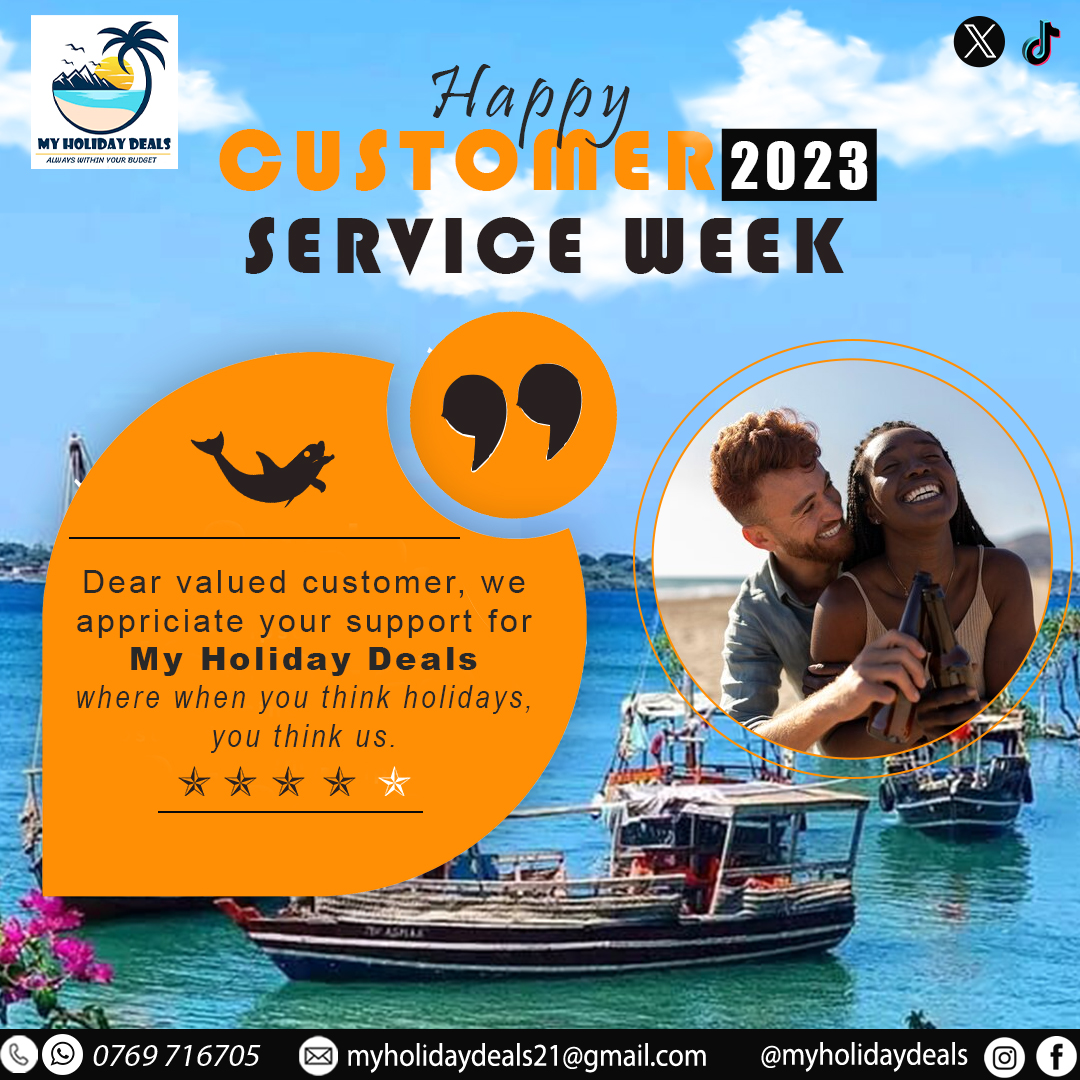 MY HOLIDAY DEALS
ALWAYS WITHIN YOUR BUDGET
Happy
CUSTOMER 2023
SERVICE WEEK
Dear valued customer, we
appriciate your support for
My Holiday Deals
where when you think holidays,
you think us.
0769 716705 myholidaydeals21@gmail.com @myholidaydeals